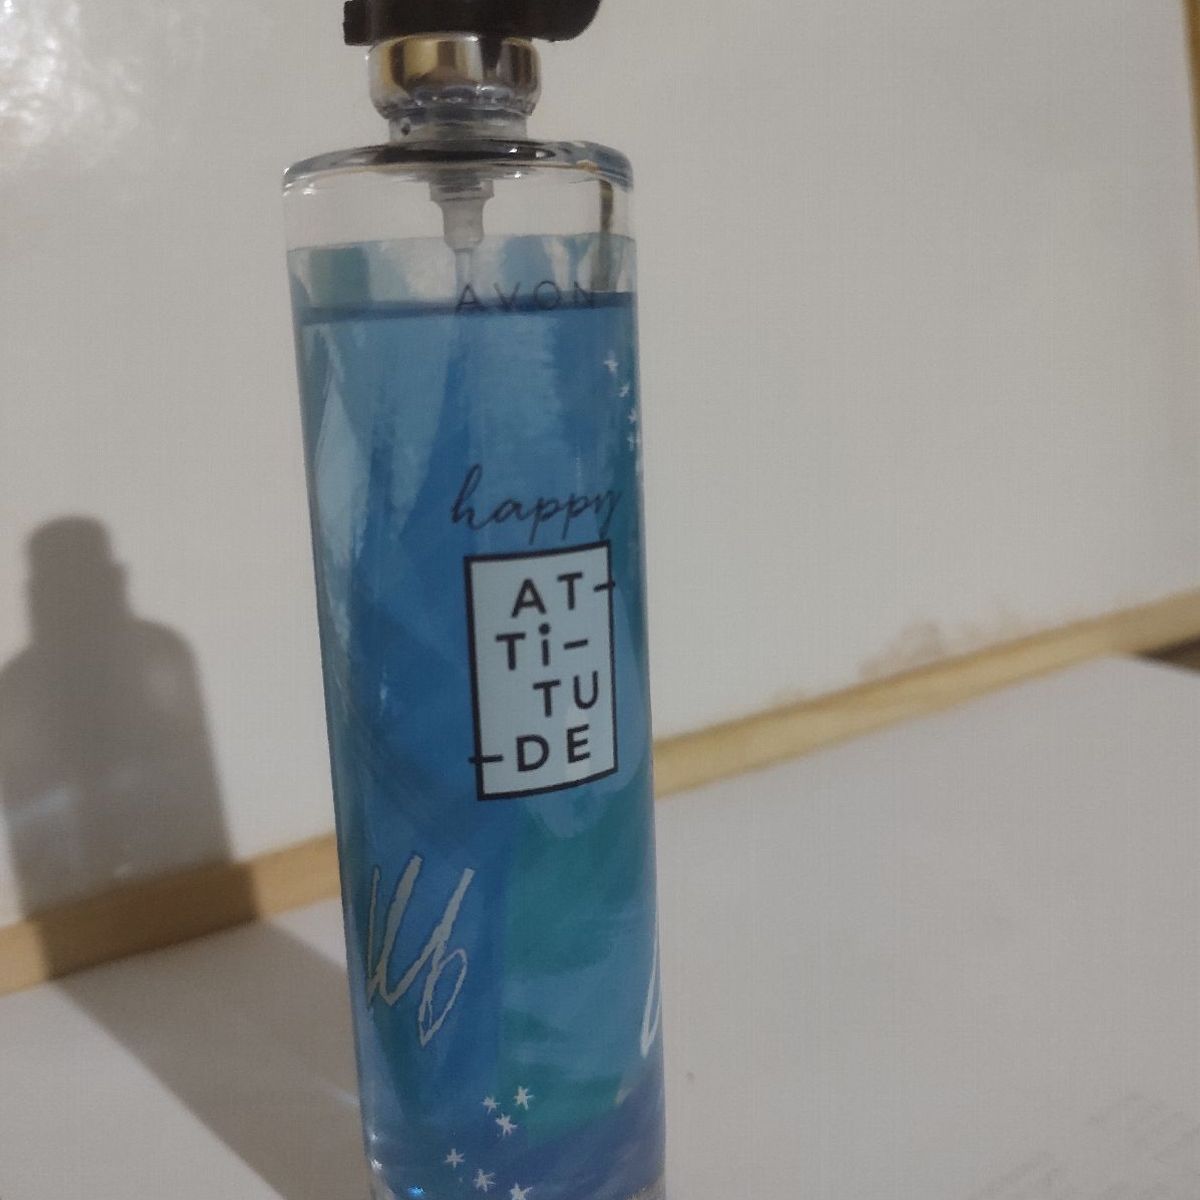 AVON
happy
AT-
Ti-
TU
-DE